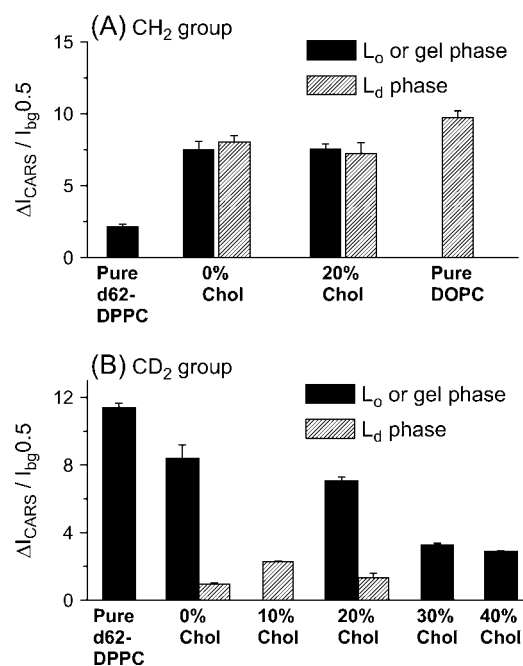 (A) CH2 group
15
10
5
0
ΔICARS / Ibg0.5
Lo or gel phase
Ld phase
Pure
d62-
DPPC
0%
Chol
20%
Chol
Pure
DOPC
(B) CD2 group
12
8
4
0
ΔICARS / Ibg0.5
Lo or gel phase
Ld phase
Pure
d62-
DPPC
0%
Chol
10%
Chol
20%
Chol
30%
Chol
40%
Chol